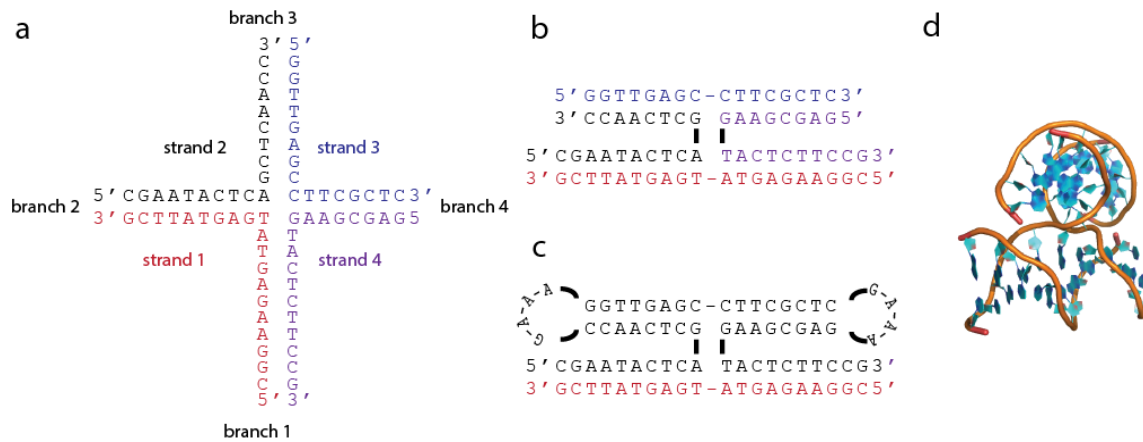 a
branch 3
3'5'
C G
C G
A T
A T
C G
T A
C G
G C
strand 2
strand 3
5'CGAATACTCA CTTCGCTC3'
3'GCTTATGAGTGAAGCGAG5
branch 2
branch 4
A T
T A
G C
A T
G C
A T
A T
G C
G C
C G
5'3'
strand 1
strand 4
branch 1
b
5'GGTTGAGC-CTTCGCTC3'
3'CCAACTCG GAAGCGAG5'
5'CGAATACTCA TACTCTTCCG3'
3'GCTTATGAGT-ATGAGAAGGC5'
c
G-A-A-A
GGTTGAGC-CTTCGCTC
G-A-A-A
CCAACTCG GAAGCGAG
5'CGAATACTCA TACTCTTCCG3'
3'GCTTATGAGT-ATGAGAAGGC5'
d